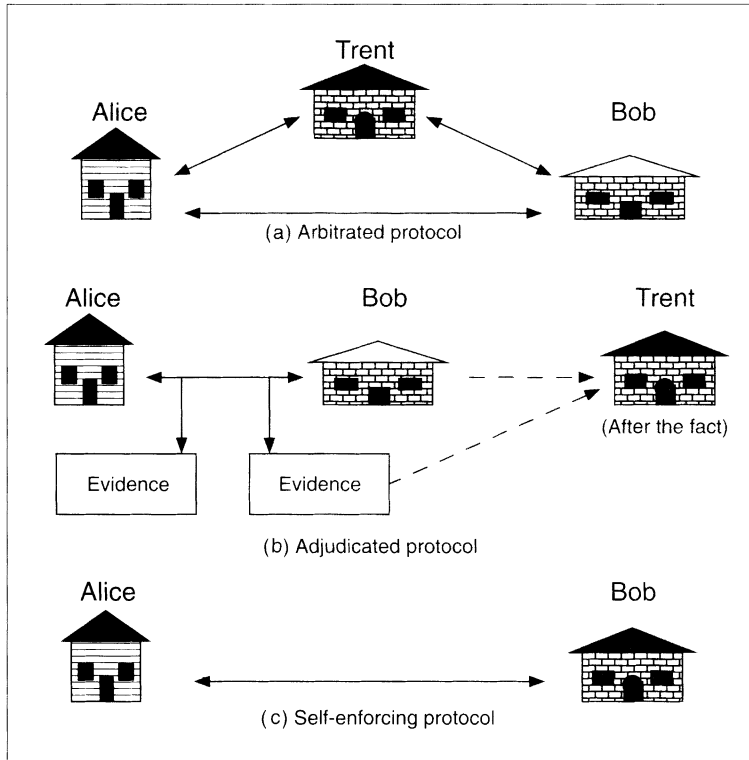 Trent
Alice
Bob
(a) Arbitrated protocol
Alice
Bob
Trent
(After the fact)
Evidence
Evidence
(b) Adjudicated protocol
Alice
Bob
(c) Self-enforcing protocol